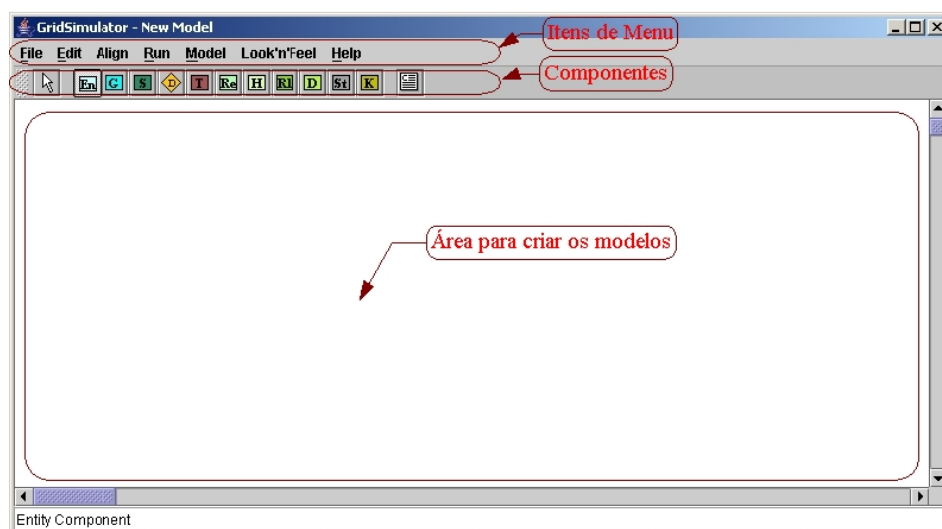 GridSimulator - New Model
Itens de Menu
File Edit Align Run Model Look'n'Feel Help
Componentes
En G S D T Re H Rl D St K
Área para criar os modelos
Entity Component